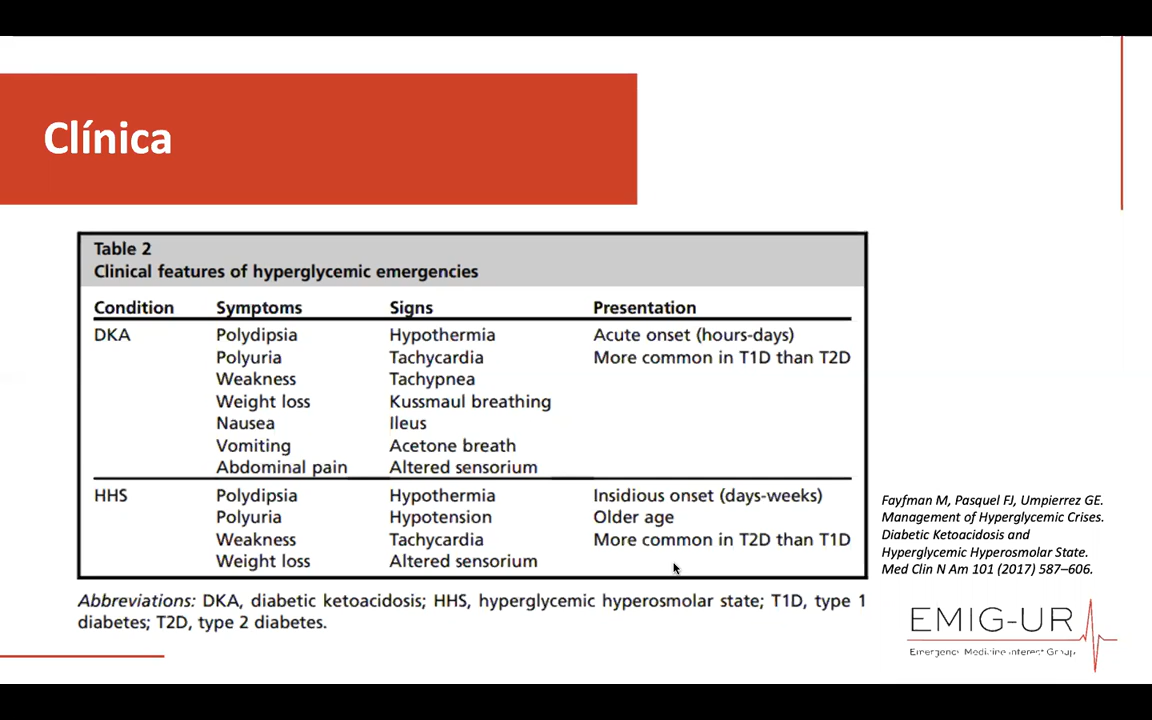 Clínica
Table 2
Clinical features of hyperglycemic emergencies
Condition Symptoms Signs Presentation
DKA Polydipsia Hypothermia Acute onset (hours-days)
Polyuria Tachycardia More common in T1D than T2D
Weakness Tachypnea
Weight loss Kussmaul breathing
Nausea Ileus
Vomiting Acetone breath
Abdominal pain Altered sensorium
HHS Polydipsia Hypothermia Insidious onset (days-weeks)
Polyuria Hypotension Older age
Weakness Tachycardia More common in T2D than T1D
Weight loss Altered sensorium
Abbreviations: DKA, diabetic ketoacidosis; HHS, hyperglycemic hyperosmolar state; T1D, type 1
diabetes; T2D, type 2 diabetes.
Fayfman M, Pasquel FJ, Umpierrez GE.
Management of Hyperglycemic Crises.
Diabetic Ketoacidosis and
Hyperglycemic Hyperosmolar State.
Med Clin N Am 101 (2017) 587–606.
EMIG-UR
Emergency Medicine Interest Group